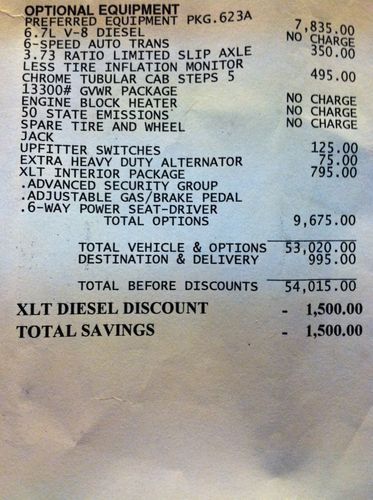 OPTIONAL EQUIPMENT
PREFERRED EQUIPMENT PKG.623A
6.7L V-8 DIESEL 7,835.00
6-SPEED AUTO TRANS NO CHARGE
3.73 RATIO LIMITED SLIP AXLE 350.00
LESS TIRE INFLATION MONITOR
CHROME TUBULAR CAB STEPS 5 495.00
13300# GVWR PACKAGE
ENGINE BLOCK HEATER NO CHARGE
50 STATE EMISSIONS NO CHARGE
SPARE TIRE AND WHEEL NO CHARGE
JACK
UPFITTER SWITCHES 125.00
EXTRA HEAVY DUTY ALTERNATOR 75.00
XLT INTERIOR PACKAGE 795.00
.ADVANCED SECURITY GROUP
.ADJUSTABLE GAS/BRAKE PEDAL
.6-WAY POWER SEAT-DRIVER
TOTAL OPTIONS 9,675.00
TOTAL VEHICLE & OPTIONS 53,020.00
DESTINATION & DELIVERY 995.00
TOTAL BEFORE DISCOUNTS 54,015.00
XLT DIESEL DISCOUNT - 1,500.00
TOTAL SAVINGS - 1,500.00